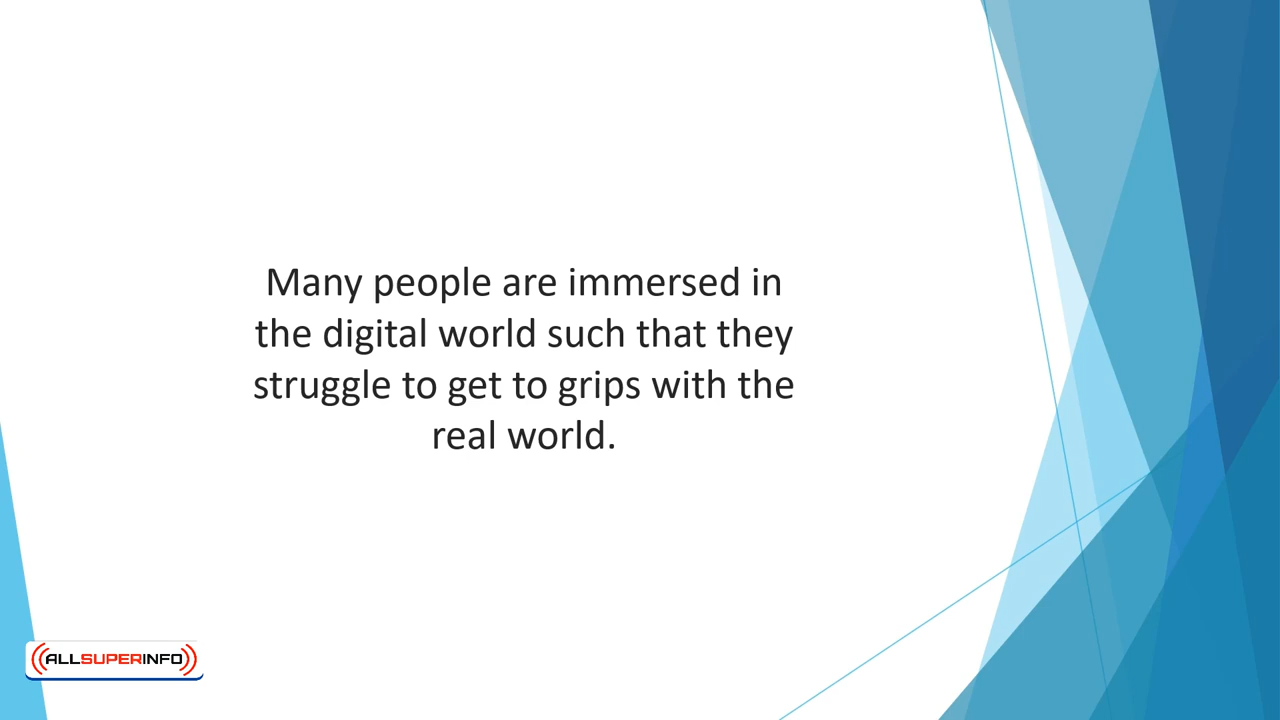 Many people are immersed in
the digital world such that they
struggle to get to grips with the
real world.
ALLSUPERINFO